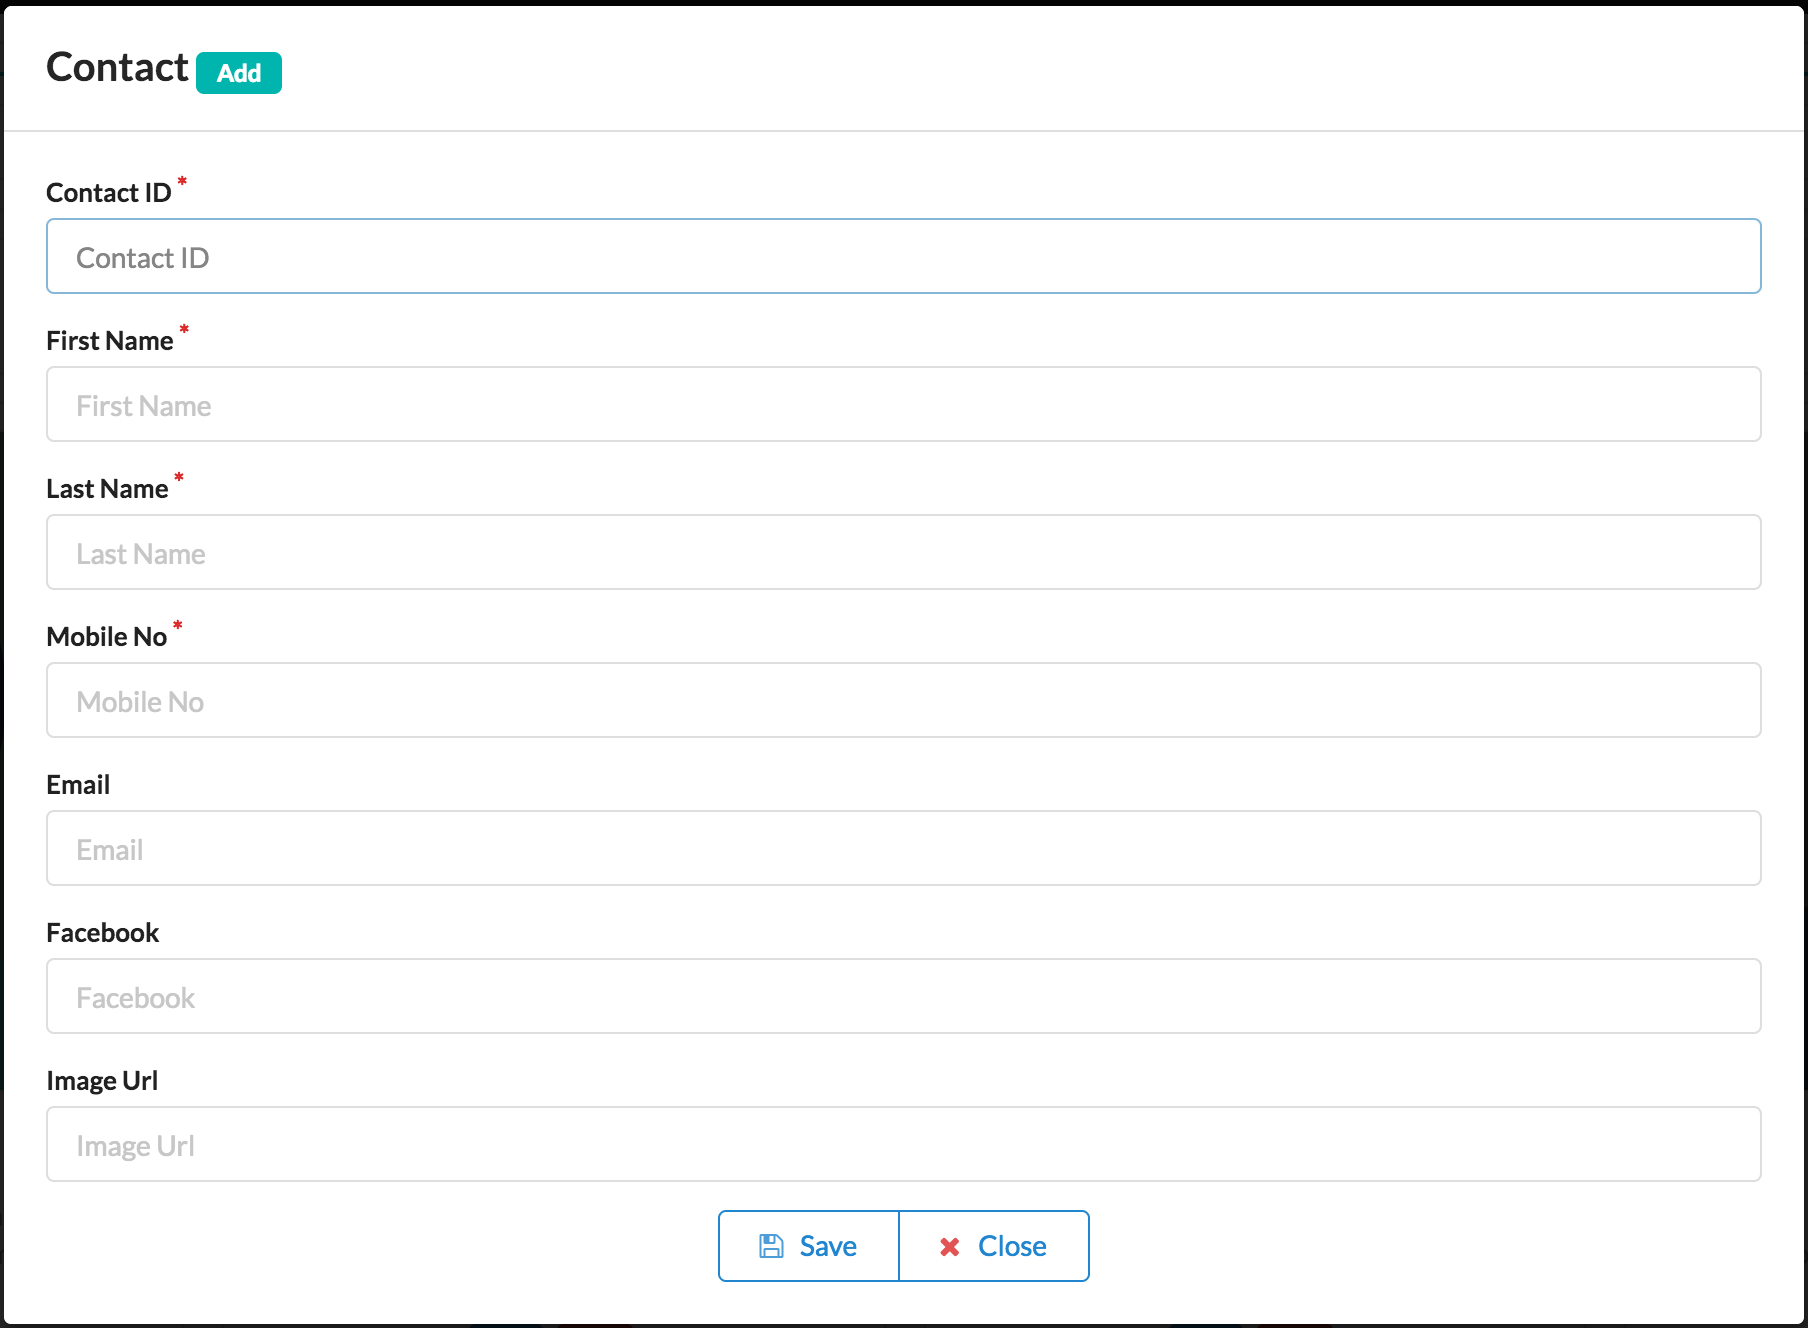 Contact Add
Contact ID *
Contact ID
First Name *
First Name
Last Name *
Last Name
Mobile No *
Mobile No
Email
Email
Facebook
Facebook
Image Url
Image Url
Save Close